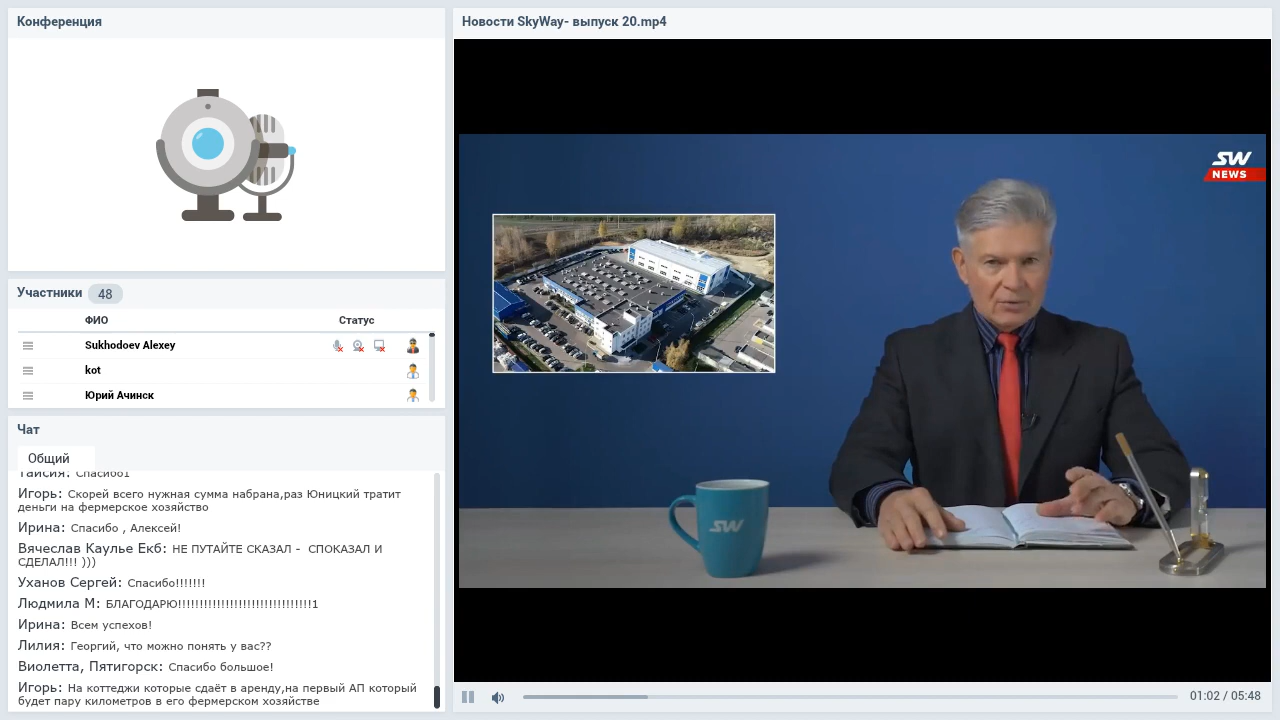 Конференция
Участники 48
ФИО Статус
Sukhodoev Alexey
kot
Юрий Ачинск
Чат
Общий
Таисия: Спасибо1
Игорь: Скорей всего нужная сумма набрана,раз Юницкий тратит
деньги на фермерское хозяйство
Ирина: Спасибо , Алексей!
Вячеслав Каулье Екб: НЕ ПУТАЙТЕ СКАЗАЛ - СПОКАЗАЛ И
СДЕЛАЛ!!! )))
Уханов Сергей: Спасибо!!!!!!!
Людмила М: БЛАГОДАРЮ!!!!!!!!!!!!!!!!!!!!!!!!!!!!!!!1
Ирина: Всем успехов!
Лилия: Георгий, что можно понять у вас??
Виолетта, Пятигорск: Спасибо большое!
Игорь: На коттеджи которые сдаёт в аренду,на первый АП который
будет пару километров в его фермерском хозяйстве
Новости SkyWay- выпуск 20.mp4
SW
NEWS
SW
01:02 / 05:48